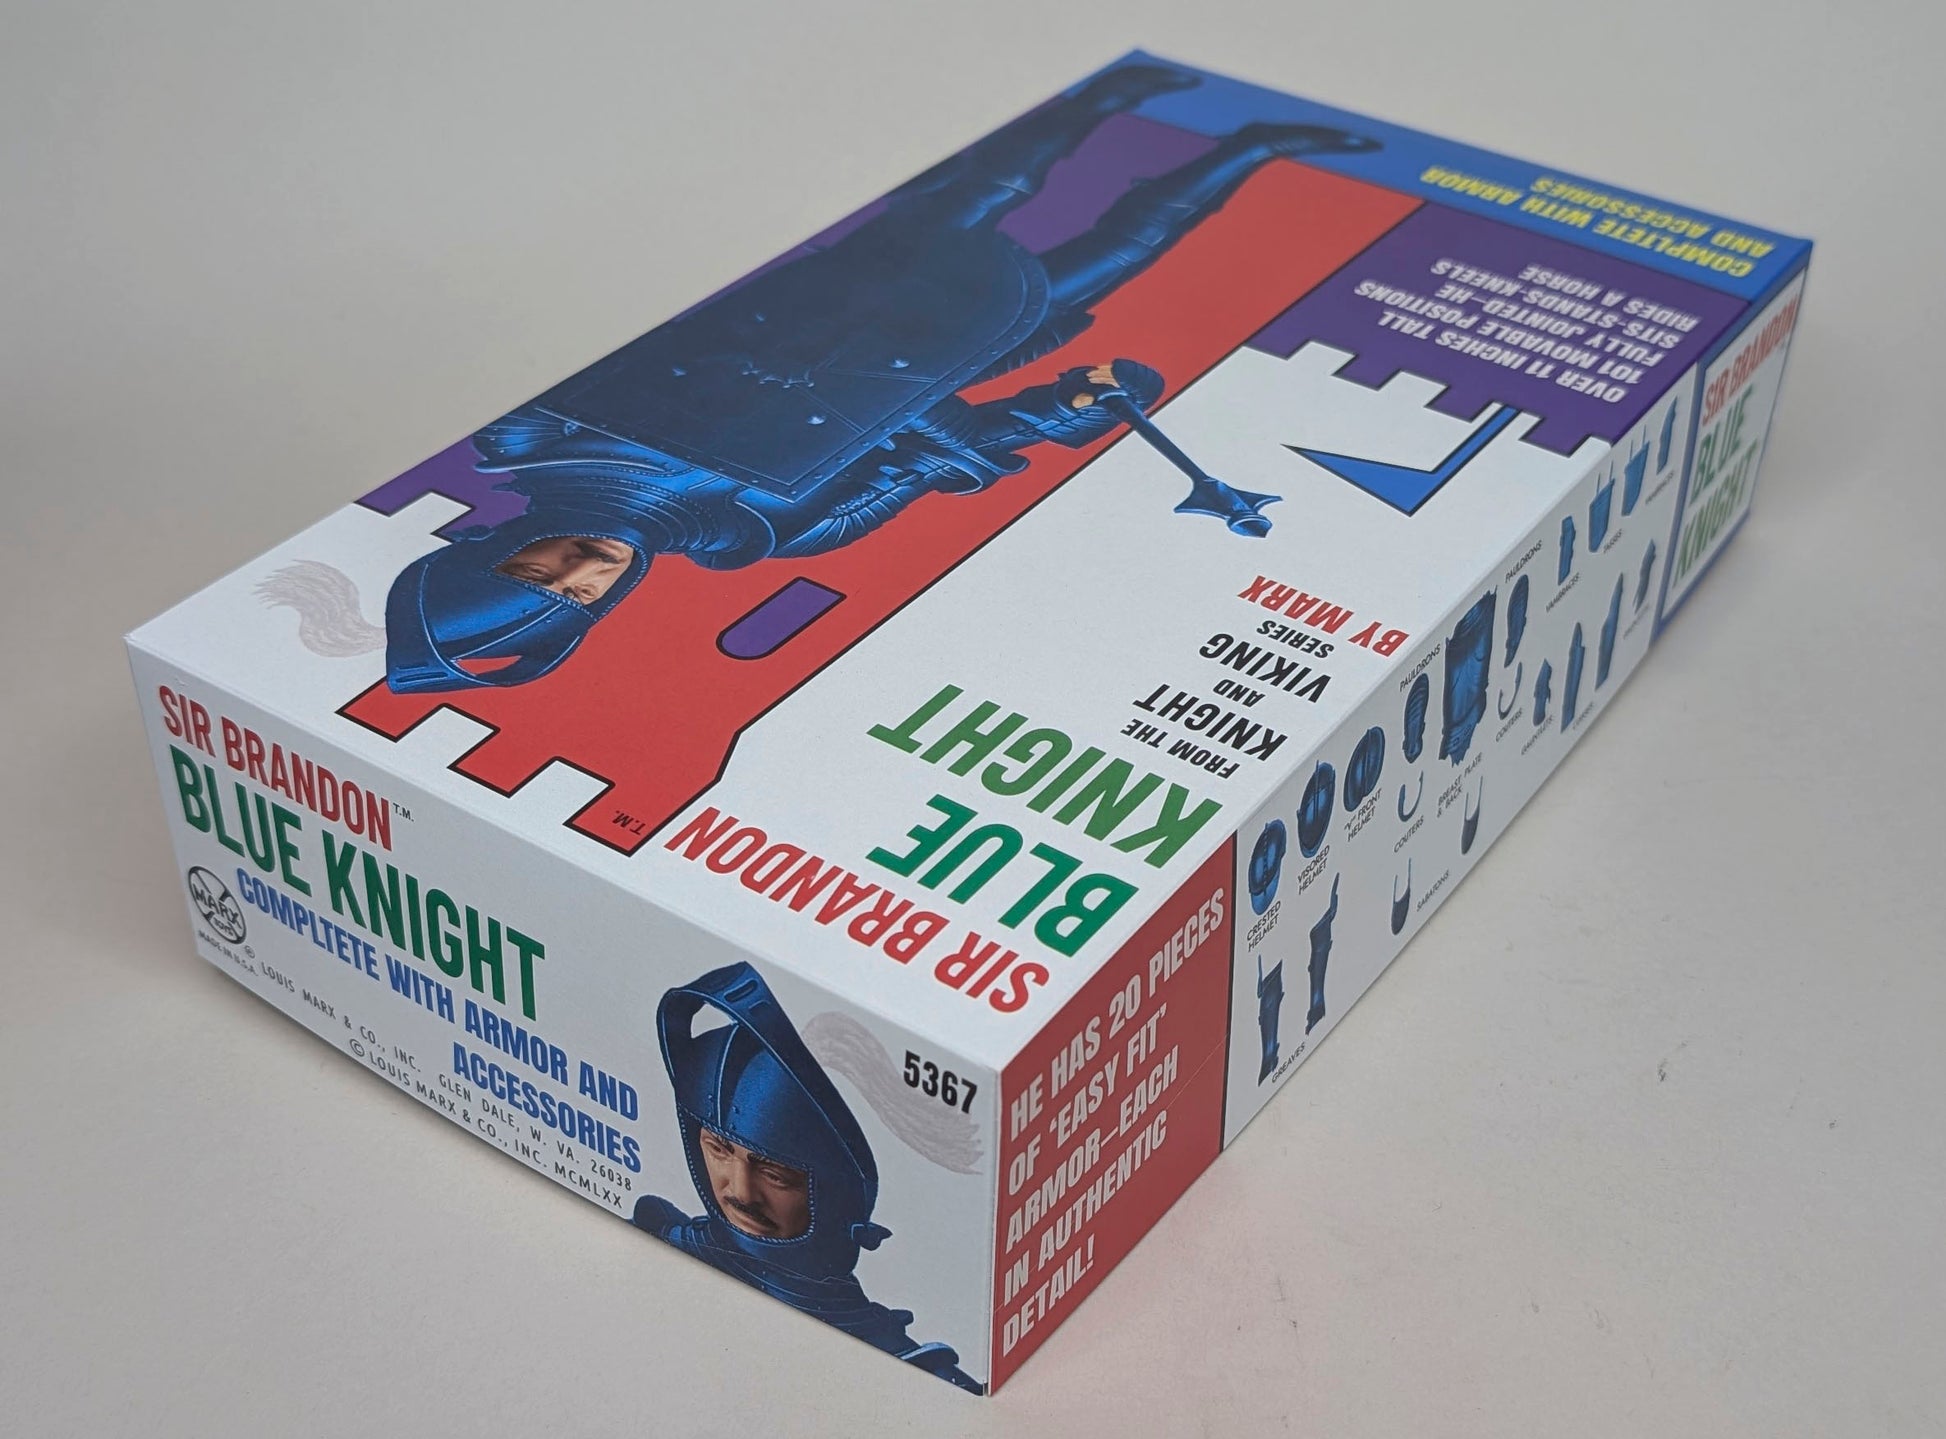 SIR BRANDON T.M.
BLUE KNIGHT
COMPLTETE WITH ARMOR AND
ACCESSORIES
MARX
TOYS
®
MADE IN U.S.A.
LOUIS MARX & CO., INC. GLEN DALE, W. VA. 26038
© LOUIS MARX & CO., INC. MCMLXX
5367
SIR BRANDON T.M.
BLUE
KNIGHT
FROM THE
KNIGHT
AND
VIKING
SERIES
BY MARX
OVER 11 INCHES TALL
101 MOVABLE POSITIONS
FULLY JOINTED-HE
SITS-STANDS-KNEELS
RIDES A HORSE
COMPLTETE WITH ARMOR
AND ACCESSORIES
HE HAS 20 PIECES
OF 'EASY FIT'
ARMOR—EACH
IN AUTHENTIC
DETAIL!
CRESTED
HELMET
VISORED
HELMET
"V" FRONT
HELMET
PAULDRONS
BREAST PLATE
& BACK
PAULDRONS
VAMBRACES
TASSES
GREAVES
SABATONS
COUTERS
COUTERS
GAUNTLETS
SIR BRANDON
BLUE
KNIGHT